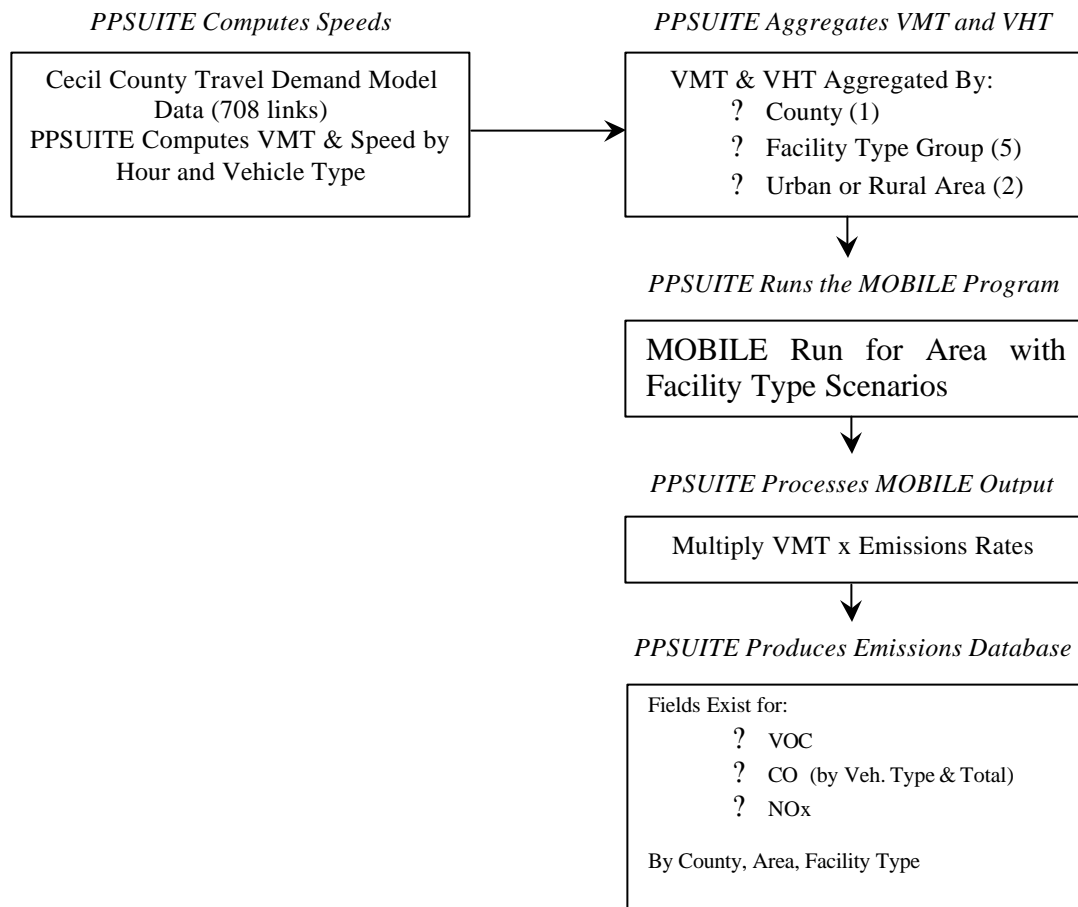 PPSUITE Computes Speeds
Cecil County Travel Demand Model
Data (708 links)
PPSUITE Computes VMT & Speed by
Hour and Vehicle Type
PPSUITE Aggregates VMT and VHT
VMT & VHT Aggregated By:
? County (1)
? Facility Type Group (5)
? Urban or Rural Area (2)
PPSUITE Runs the MOBILE Program
MOBILE Run for Area with
Facility Type Scenarios
PPSUITE Processes MOBILE Output
Multiply VMT x Emissions Rates
PPSUITE Produces Emissions Database
Fields Exist for:
? VOC
? CO (by Veh. Type & Total)
? NOx
By County, Area, Facility Type